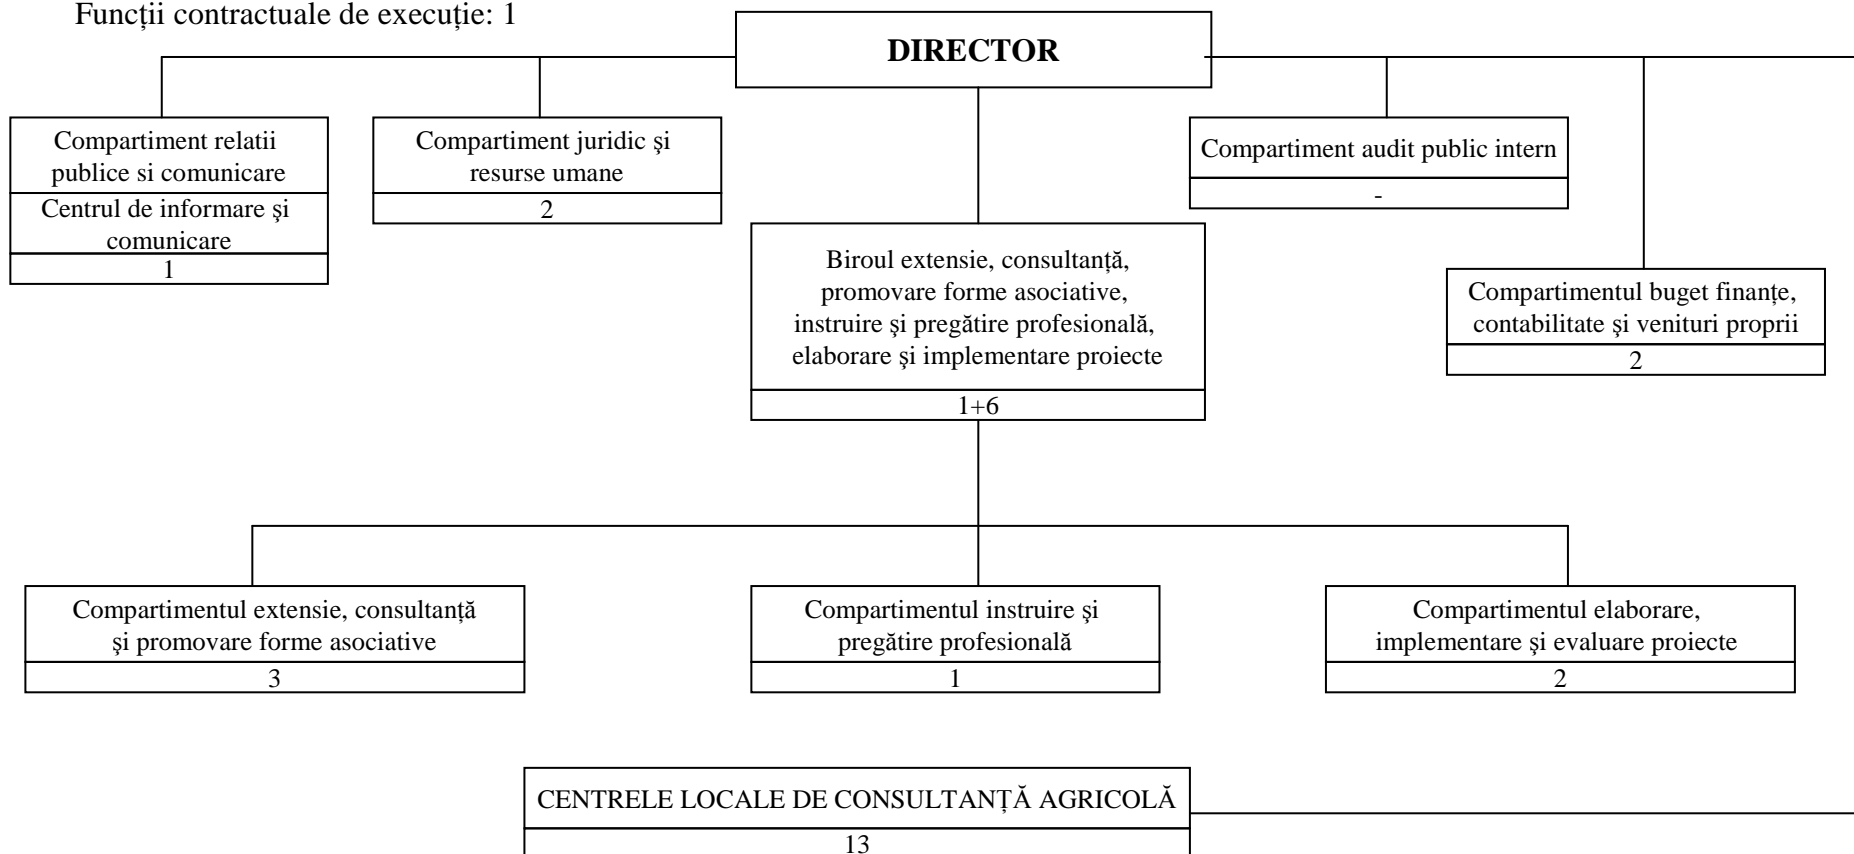 Funcții contractuale de execuție: 1
DIRECTOR
Compartiment relatii
publice si comunicare
Centrul de informare şi
comunicare
1
Compartiment juridic şi
resurse umane
2
Compartiment audit public intern
-
Biroul extensie, consultanță,
promovare forme asociative,
instruire şi pregătire profesională,
elaborare şi implementare proiecte
1+6
Compartimentul buget finanțe,
contabilitate şi venituri proprii
2
Compartimentul extensie, consultanță
şi promovare forme asociative
3
Compartimentul instruire şi
pregătire profesională
1
Compartimentul elaborare,
implementare şi evaluare proiecte
2
CENTRELE LOCALE DE CONSULTANȚĂ AGRICOLĂ
13